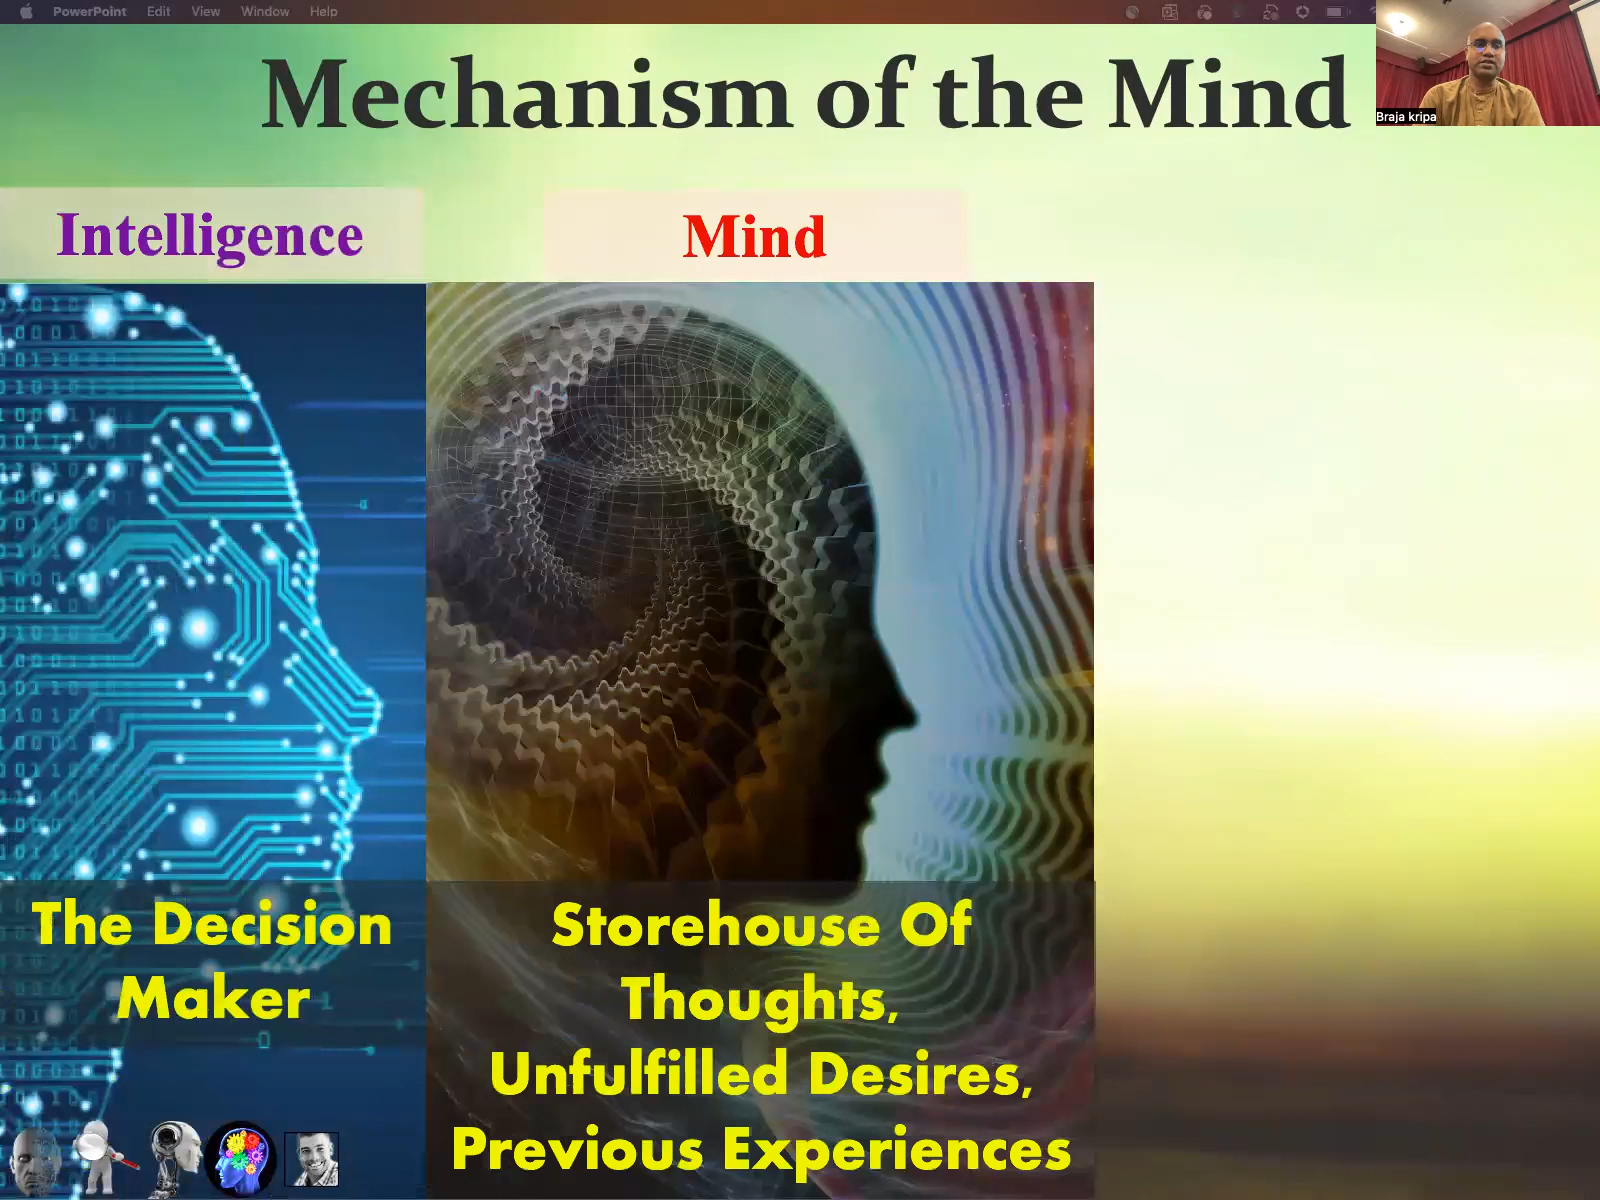 PowerPoint Edit View Window Help
Mechanism of the Mind
Braja kripa
Intelligence
Mind
The Decision
Maker
Storehouse Of
Thoughts,
Unfulfilled Desires,
Previous Experiences